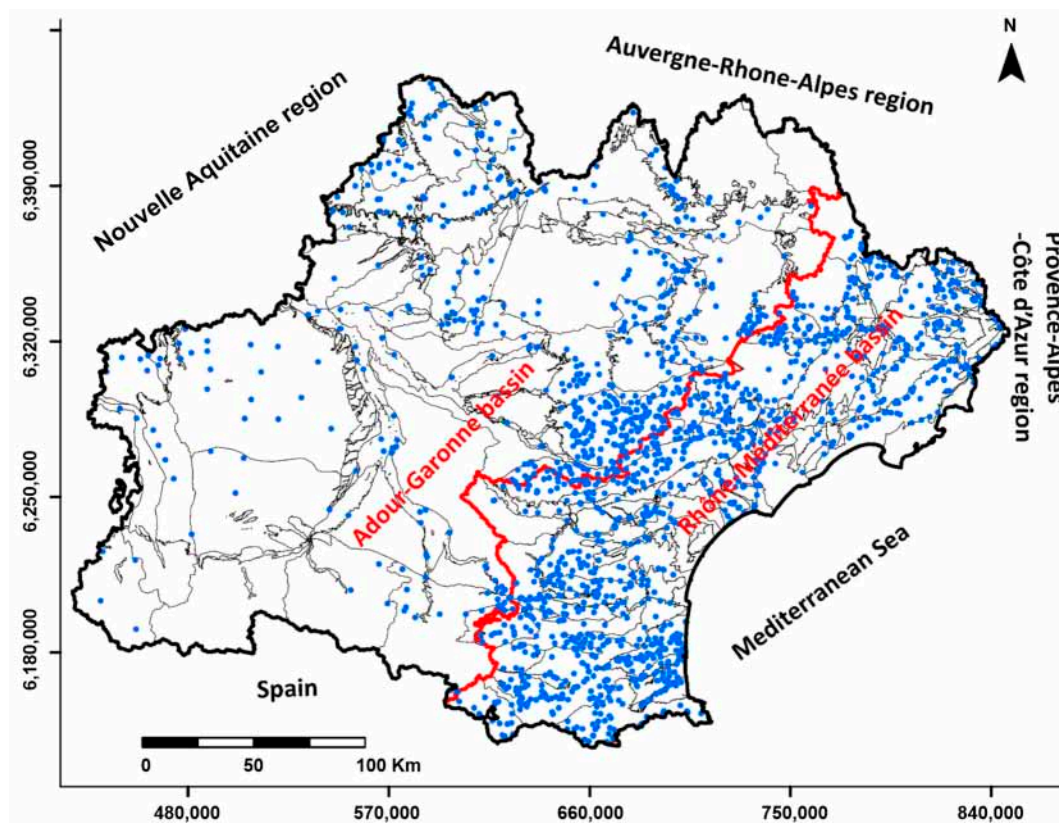 N
Auvergne-Rhone-Alpes region
Nouvelle Aquitaine region
Provence-Alpes
-Côte d'Azur region
Adour-Garonne bassin
Rhône-Méditerranée bassin
Mediterranean Sea
Spain
0 50 100 Km
6,390,000
6,320,000
6,250,000
6,180,000
480,000 570,000 660,000 750,000 840,000